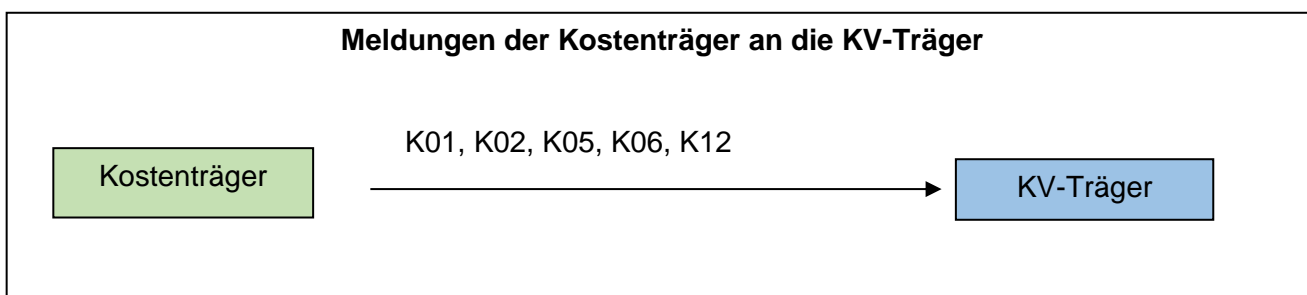 Meldungen der Kostenträger an die KV-Träger
K01, K02, K05, K06, K12
Kostenträger
KV-Träger